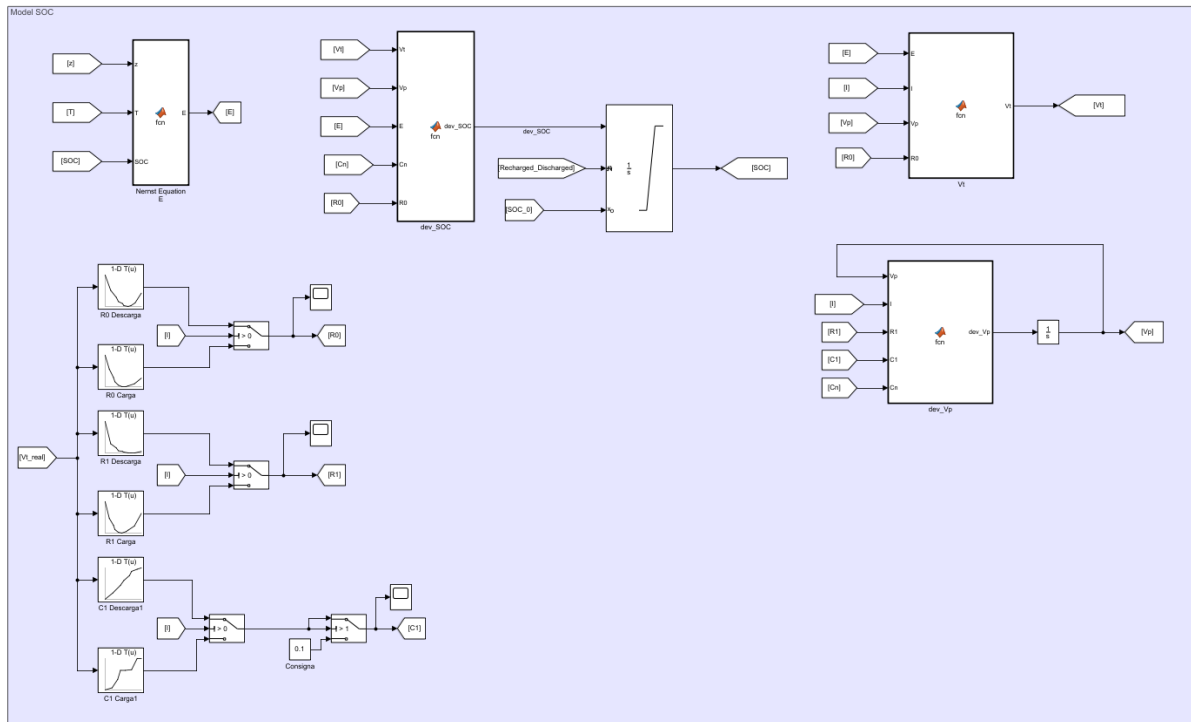 Model SOC
[z]
[T]
[SOC]
z
T
SOC
fcn
E
[E]
Nernst Equation
E
[Vt]
[Vp]
[E]
[Cn]
[R0]
Vt
Vp
E
Cn
R0
fcn
dev_SOC
dev_SOC
dev_SOC
[Recharged_Discharged]
[SOC_0]
1
s
x0
[SOC]
[E]
[I]
[Vp]
[R0]
E
I
Vp
R0
fcn
Vt
Vt
[Vt]
[I]
[R1]
[C1]
[Cn]
Vp
I
R1
C1
Cn
fcn
dev_Vp
dev_Vp
1
s
[Vp]
[Vt_real]
1-D T(u)
R0 Descarga
1-D T(u)
R0 Carga
[I]
> 0
[R0]
1-D T(u)
R1 Descarga
1-D T(u)
R1 Carga
[I]
> 0
[R1]
1-D T(u)
C1 Descarga1
1-D T(u)
C1 Carga1
[I]
> 0
> 1
0.1
Consigna
[C1]